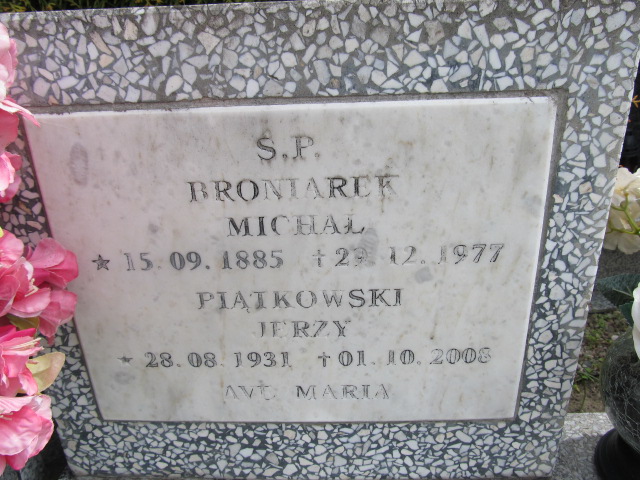 S.P.
BRONIAREK
MICHAŁ
★ 15.09.1885 † 29.12.1977
PIĄTKOWSKI
JERZY
★ 28.08.1931 † 01.10.2008
AVE MARIA